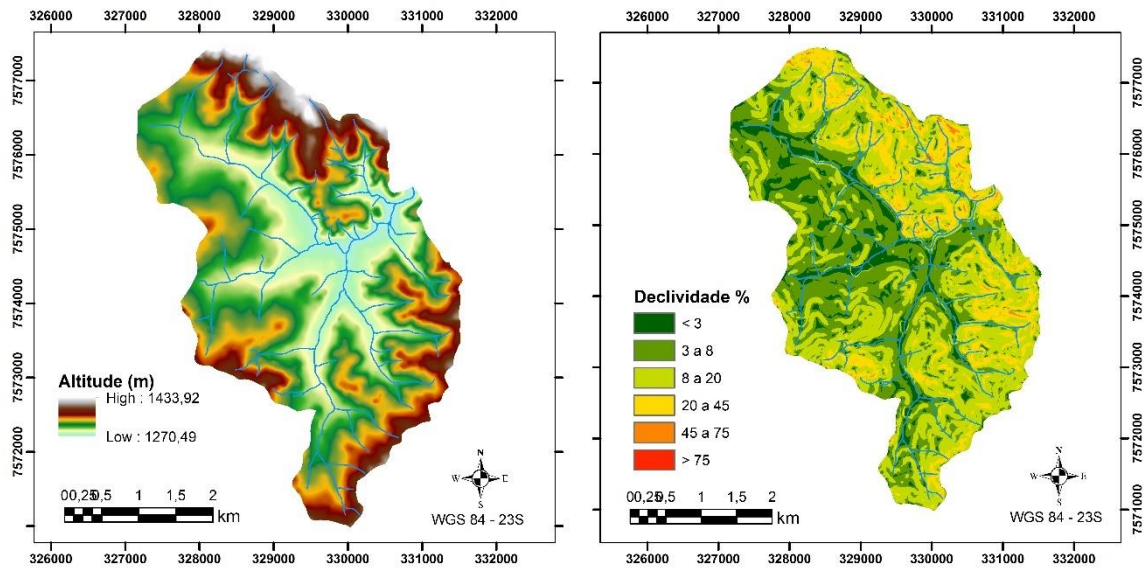 326000 327000 328000 329000 330000 331000 332000
326000 327000 328000 329000 330000 331000 332000
7577000
7576000
7575000
7574000
7573000
7572000
Altitude (m)
High : 1433,92
Low : 1270,49
00,250,5 1 1,5 2
km
N
W E
S
WGS 84 - 23S
326000 327000 328000 329000 330000 331000 332000
326000 327000 328000 329000 330000 331000 332000
7577000
7576000
7575000
7574000
7573000
7572000
7571000
Declividade %
< 3
3 a 8
8 a 20
20 a 45
45 a 75
> 75
00,250,5 1 1,5 2
km
N
W E
S
WGS 84 - 23S